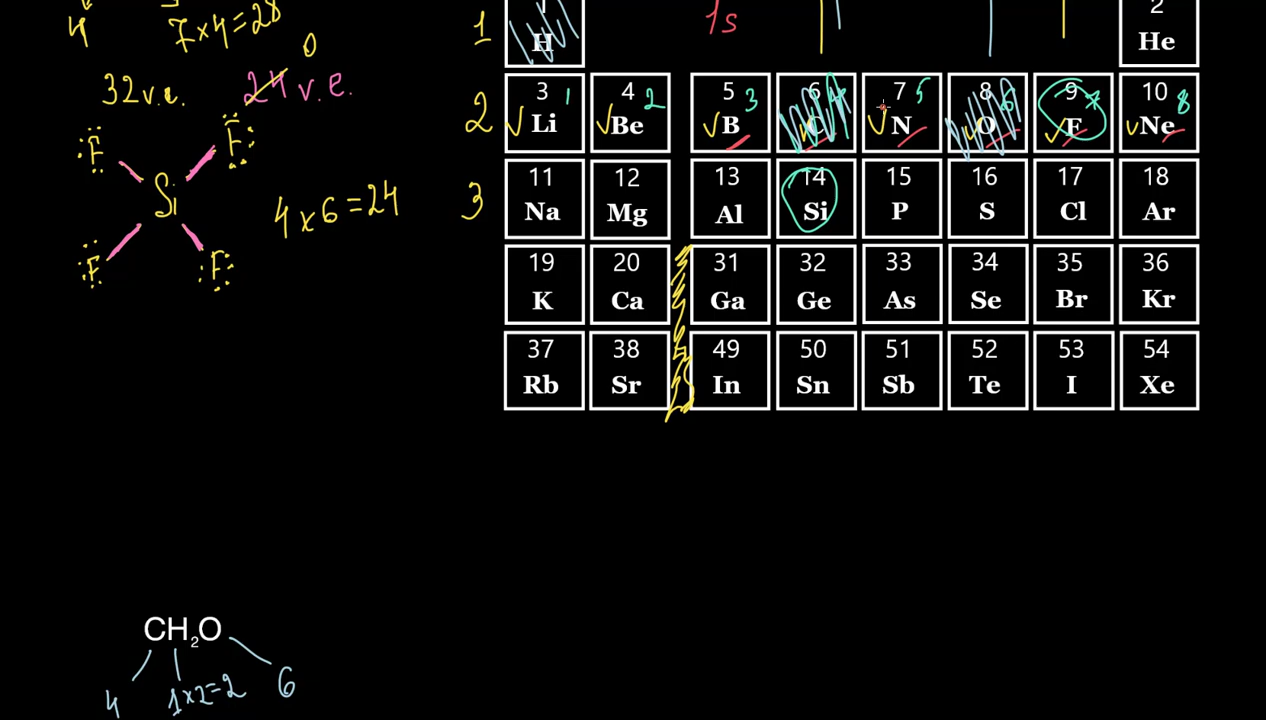 4 7×4=28
32v.e. 24 v.e. 0
F F
Si
F F
4×6=24
1 1 1s 2
H He
2 3 1 4 2 5 3 6 4 7 5 8 6 9 7 10 8
Li Be B C N O F Ne
3 11 12 13 14 15 16 17 18
Na Mg Al Si P S Cl Ar
19 20 31 32 33 34 35 36
K Ca Ga Ge As Se Br Kr
37 38 49 50 51 52 53 54
Rb Sr In Sn Sb Te I Xe
CH₂O
4 1×2=2 6